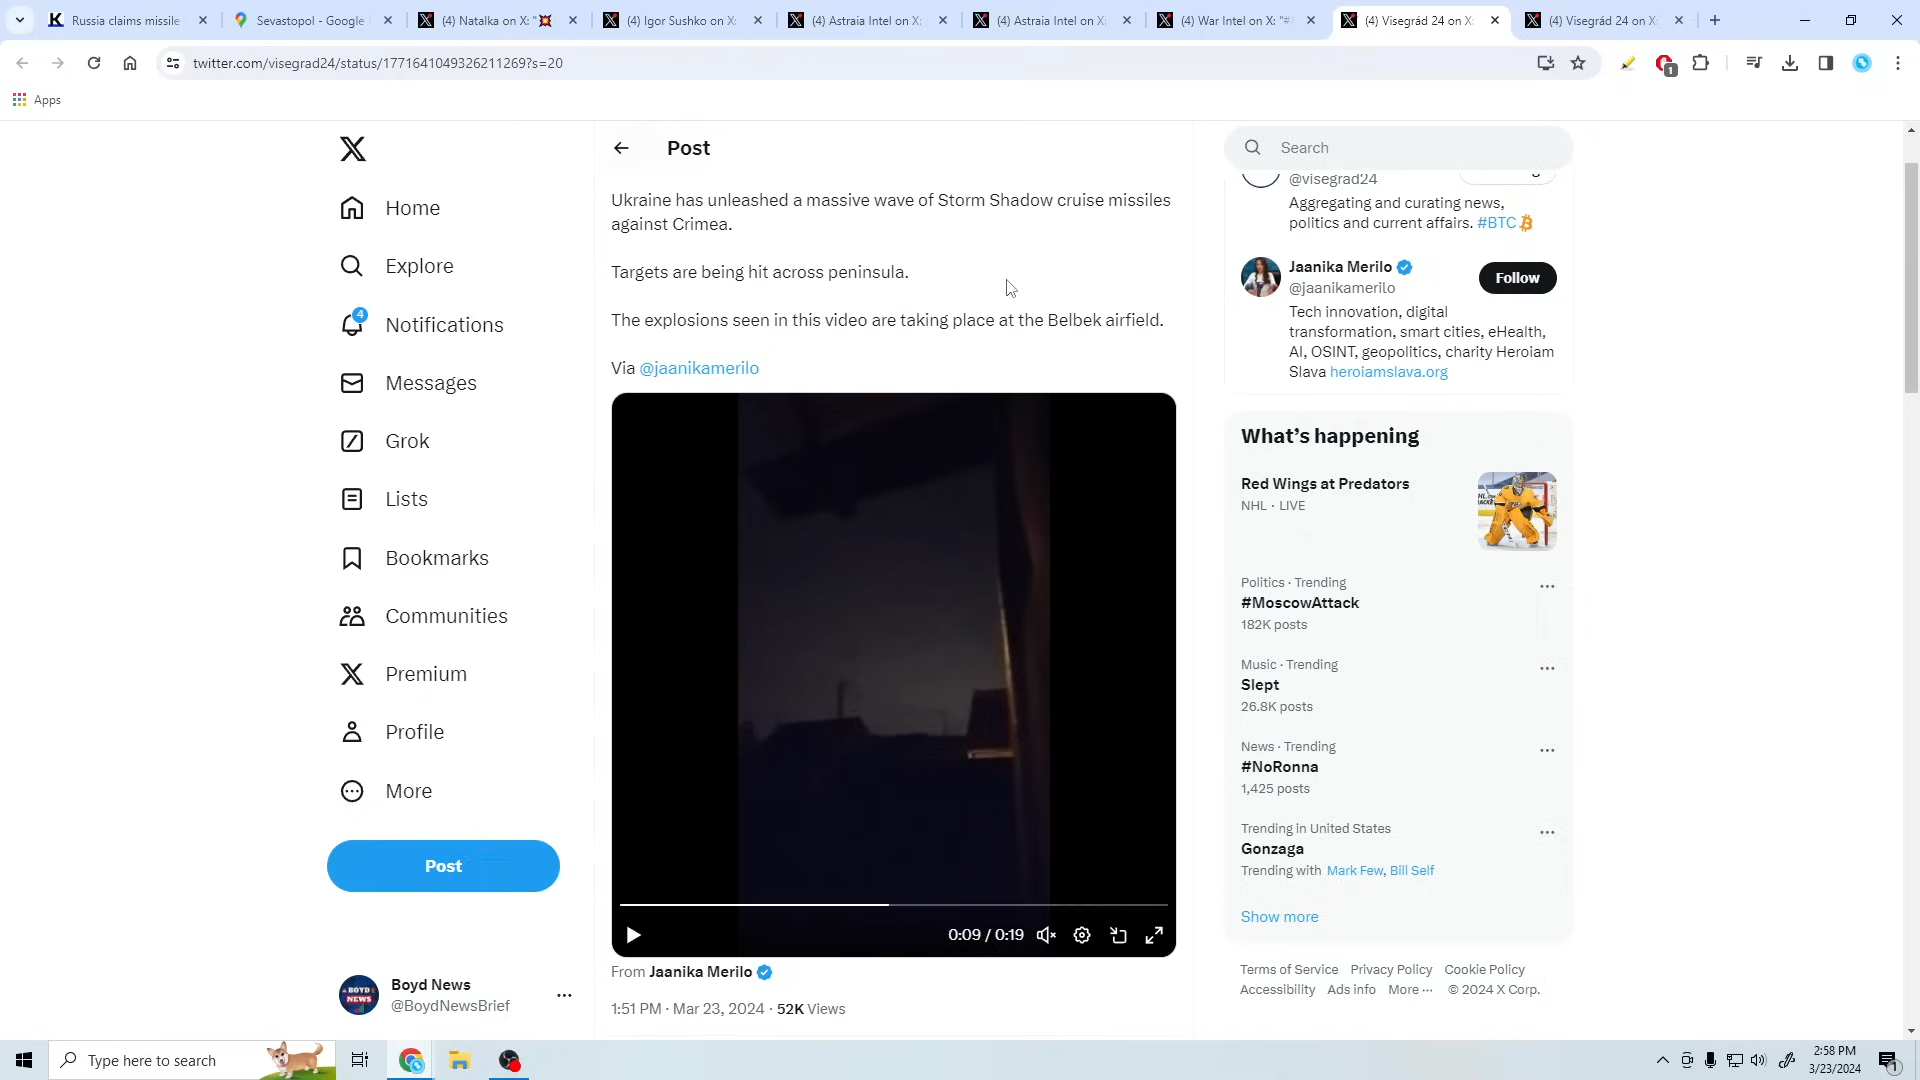 Russia claims missile
Sevastopol - Google
(4) Natalka on X: "💥
(4) Igor Sushko on X:
(4) Astraia Intel on X:
(4) Astraia Intel on X:
(4) War Intel on X: "#
(4) Visegrád 24 on X:
(4) Visegrád 24 on X:
twitter.com/visegrad24/status/1771641049326211269?s=20
1
Apps
Home
Explore
4
Notifications
Messages
Grok
Lists
Bookmarks
Communities
Premium
Profile
More
Post
Boyd News
@BoydNewsBrief
Post
Ukraine has unleashed a massive wave of Storm Shadow cruise missiles
against Crimea.
Targets are being hit across peninsula.
The explosions seen in this video are taking place at the Belbek airfield.
Via @jaanikamerilo
0:09 / 0:19
From Jaanika Merilo
1:51 PM · Mar 23, 2024 · 52K Views
Search
@visegrad24
Aggregating and curating news,
politics and current affairs. #BTC
Jaanika Merilo
@jaanikamerilo
Follow
Tech innovation, digital
transformation, smart cities, eHealth,
AI, OSINT, geopolitics, charity Heroiam
Slava heroiamslava.org
What's happening
Red Wings at Predators
NHL · LIVE
Politics · Trending
#MoscowAttack
182K posts
Music · Trending
Slept
26.8K posts
News · Trending
#NoRonna
1,425 posts
Trending in United States
Gonzaga
Trending with Mark Few, Bill Self
Show more
Terms of Service Privacy Policy Cookie Policy
Accessibility Ads info More ··· © 2024 X Corp.
Type here to search
2:58 PM
3/23/2024
1